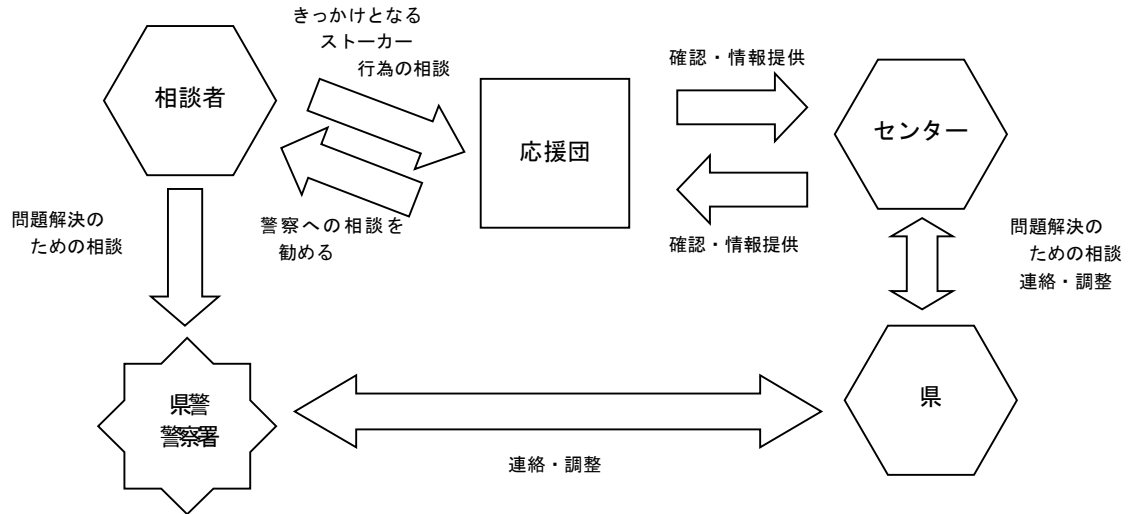 きっかけとなる
ストーカー
行為の相談
確認・情報提供
相談者
応援団
センター
問題解決の
ための相談
警察への相談を
勧める
確認・情報提供
問題解決の
ための相談
連絡・調整
県警
警察署
県
連絡・調整